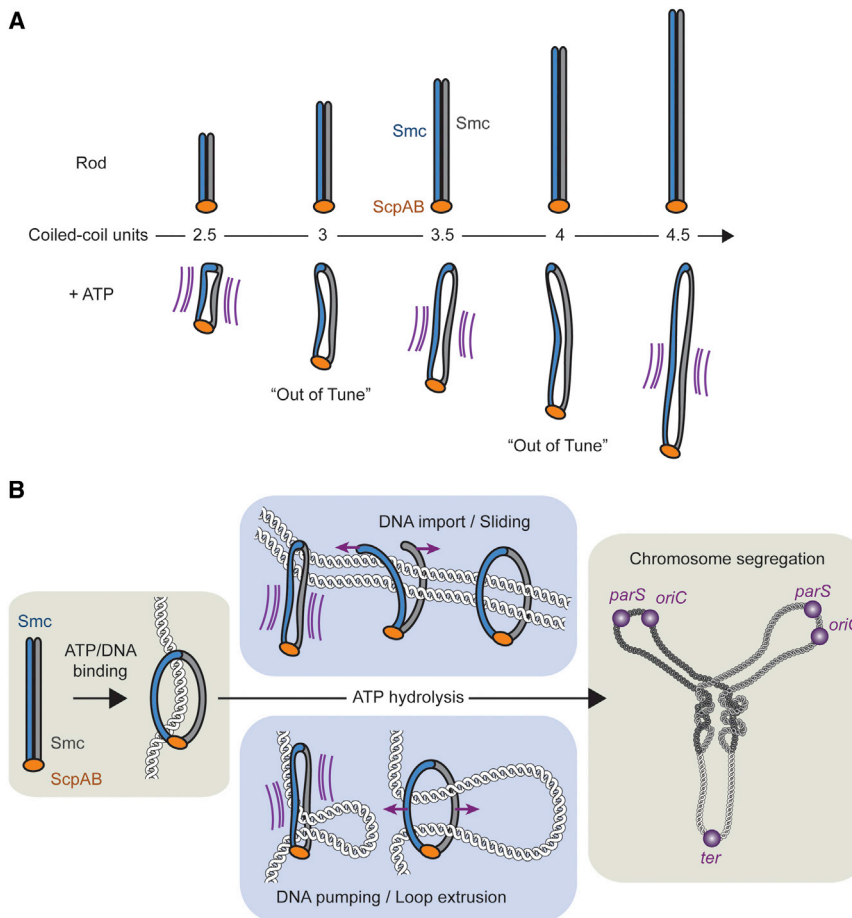 A
Rod
Smc
Smc
ScpAB
Coiled-coil units
2.5
3
3.5
4
4.5
+ ATP
“Out of Tune”
“Out of Tune”
B
Smc
ATP/DNA
binding
Smc
ScpAB
DNA import / Sliding
ATP hydrolysis
DNA pumping / Loop extrusion
Chromosome segregation
parS
oriC
parS
oriC
ter